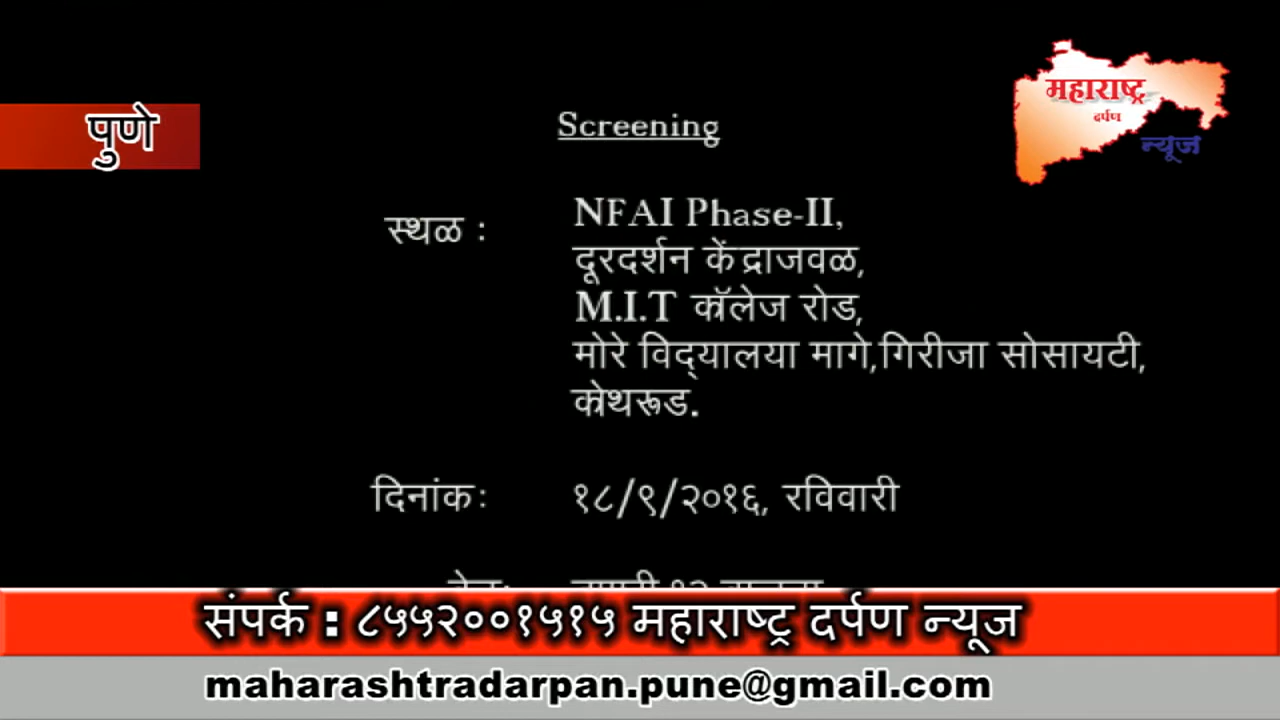 महाराष्ट्र
दर्पण
न्यूज
पुणे
Screening
स्थळ : NFAI Phase-II,
दूरदर्शन केंद्राजवळ,
M.I.T कॉलेज रोड,
मोरे विद्यालया मागे,गिरीजा सोसायटी,
कोथरूड.
दिनांक: १८/९/२०१६, रविवारी
संपर्क : ८५५२००१५१५ महाराष्ट्र दर्पण न्यूज
maharashtradarpan.pune@gmail.com